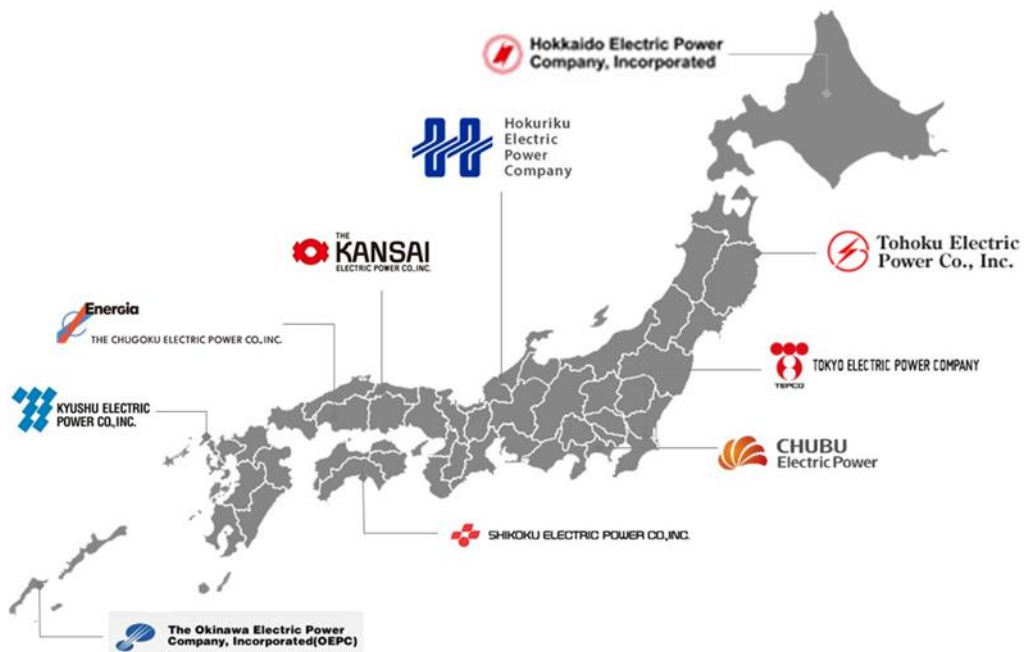 Hokkaido Electric Power
Company, Incorporated
Hokuriku
Electric
Power
Company
THE
KANSAI
ELECTRIC POWER CO., INC.
Tohoku Electric
Power Co., Inc.
Energia
THE CHUGOKU ELECTRIC POWER CO., INC.
TEPCO
TOKYO ELECTRIC POWER COMPANY
KYUSHU ELECTRIC
POWER CO., INC.
CHUBU
Electric Power
SHIKOKU ELECTRIC POWER CO., INC.
The Okinawa Electric Power
Company, Incorporated(OEPC)